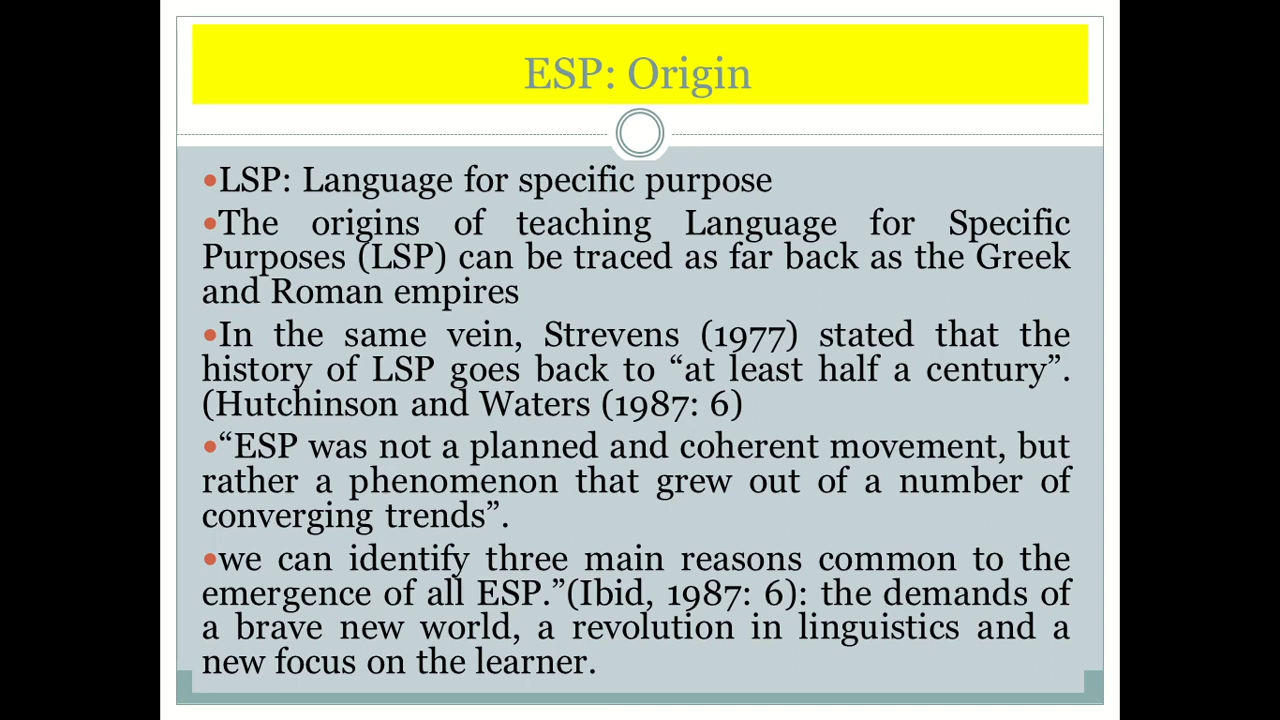 ESP: Origin
•LSP: Language for specific purpose
•The origins of teaching Language for Specific
Purposes (LSP) can be traced as far back as the Greek
and Roman empires
•In the same vein, Strevens (1977) stated that the
history of LSP goes back to “at least half a century”.
(Hutchinson and Waters (1987: 6)
•“ESP was not a planned and coherent movement, but
rather a phenomenon that grew out of a number of
converging trends”.
•we can identify three main reasons common to the
emergence of all ESP.”(Ibid, 1987: 6): the demands of
a brave new world, a revolution in linguistics and a
new focus on the learner.